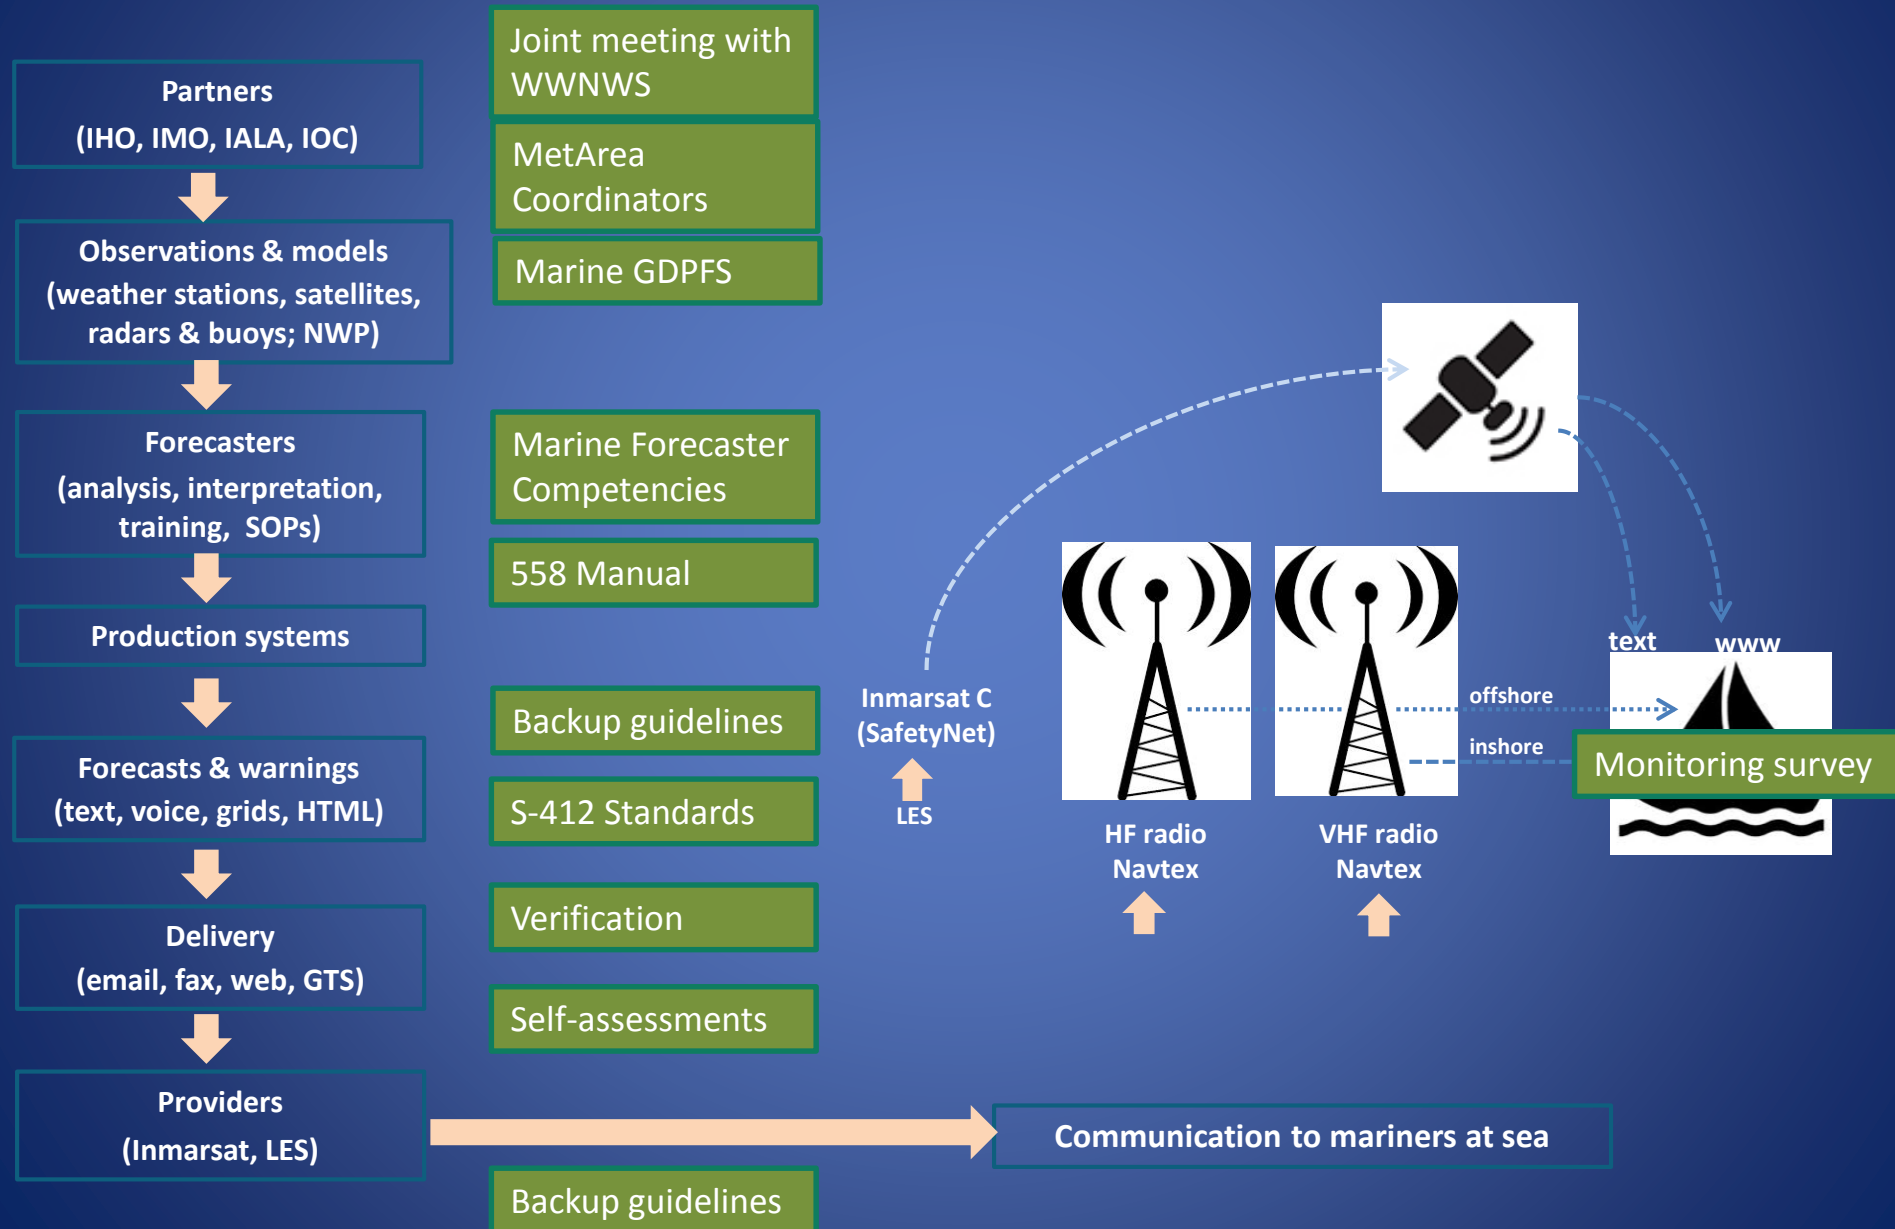 Partners
(IHO, IMO, IALA, IOC)
Observations & models
(weather stations, satellites,
radars & buoys; NWP)
Forecasters
(analysis, interpretation,
training, SOPs)
Production systems
Forecasts & warnings
(text, voice, grids, HTML)
Delivery
(email, fax, web, GTS)
Providers
(Inmarsat, LES)
Joint meeting with
WWNWS
MetArea
Coordinators
Marine GDPFS
Marine Forecaster
Competencies
558 Manual
Backup guidelines
S-412 Standards
Verification
Self-assessments
Backup guidelines
Inmarsat C
(SafetyNet)
LES
HF radio
Navtex
VHF radio
Navtex
text
www
offshore
inshore
Monitoring survey
Communication to mariners at sea